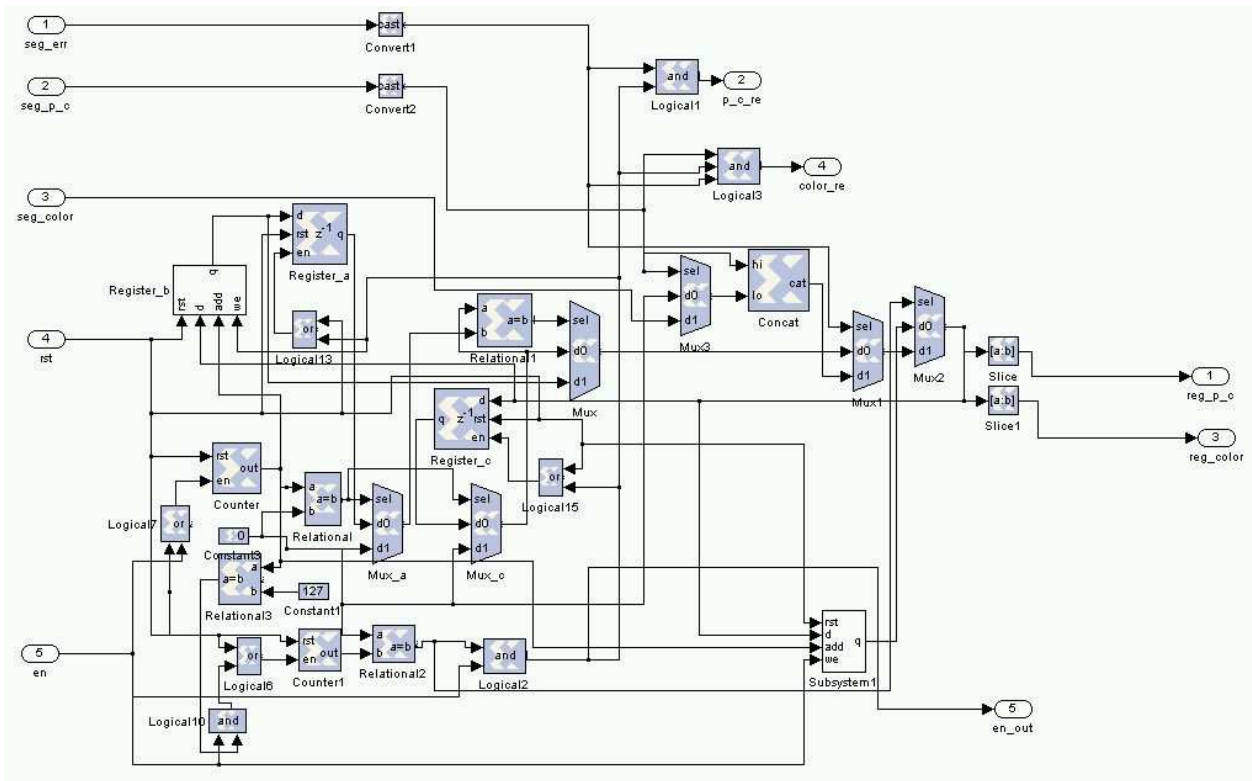 1
seg_err
cast
Convert1
2
seg_p_c
cast
Convert2
and
Logical1
2
p_c_re
and
Logical3
4
color_re
3
seg_color
d
rst z-1 q
en
Register_a
q
rst
d
add
we
Register_b
or
Logical13
4
rst
a
b
a=b
Relational1
sel
d0
d1
Mux
sel
d0
d1
Mux3
hi
lo
cat
Concat
sel
d0
d1
Mux1
sel
d0
d1
Mux2
[a:b]
Slice
[a:b]
Slice1
1
reg_p_c
3
reg_color
d
q z-1 rst
en
Register_c
or
Logical15
rst
en
out
Counter
or
Logical7
a
b
a=b
Relational
0
Constant3
sel
d0
d1
Mux_a
sel
d0
d1
Mux_c
a
a=b
b
Relational3
127
Constant1
5
en
or
Logical6
rst
en
out
Counter1
a
b
a=b
Relational2
and
Logical2
and
Logical10
rst
d
add
we
q
Subsystem1
5
en_out